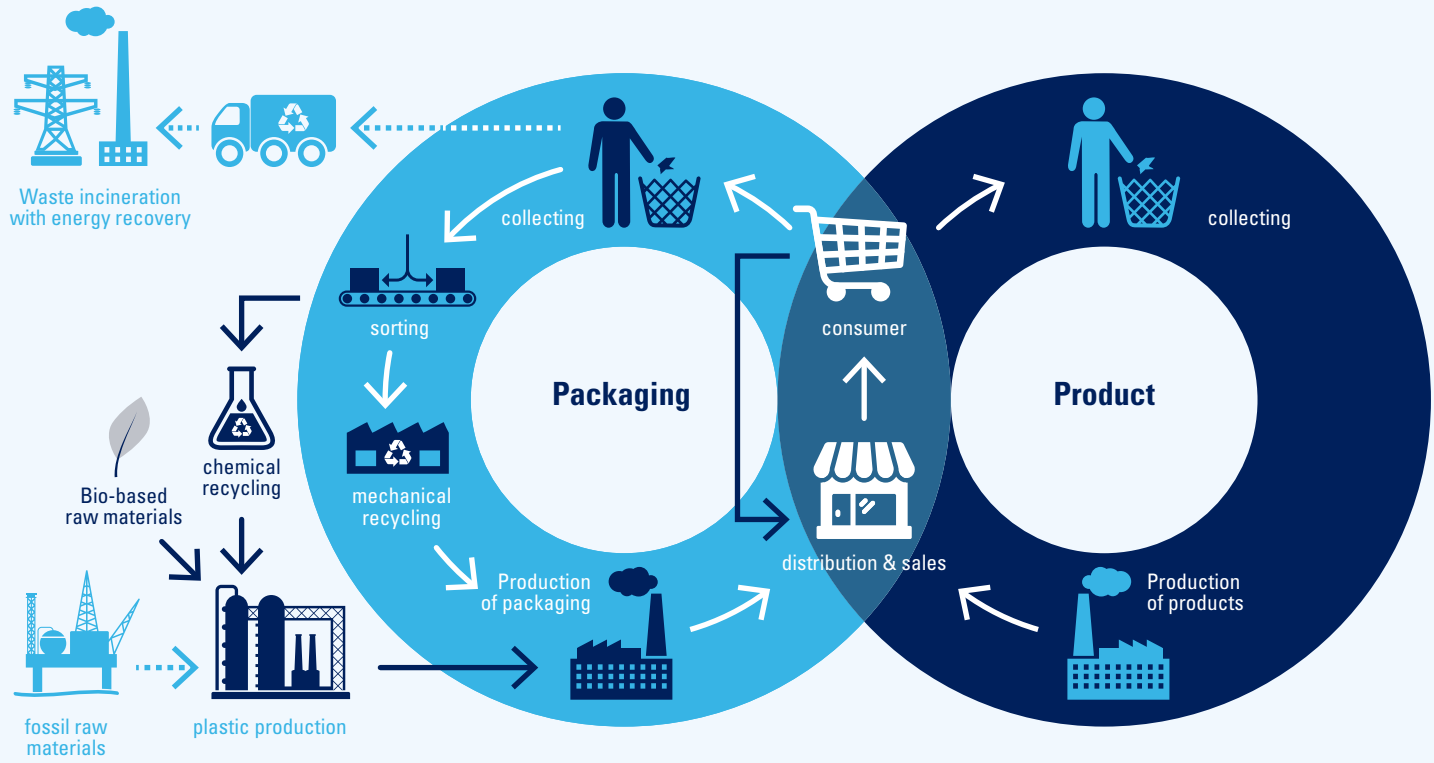 Waste incineration
with energy recovery
collecting
collecting
sorting
consumer
Packaging
Product
chemical
recycling
Bio-based
raw materials
mechanical
recycling
distribution & sales
Production
of packaging
Production
of products
fossil raw
materials
plastic production